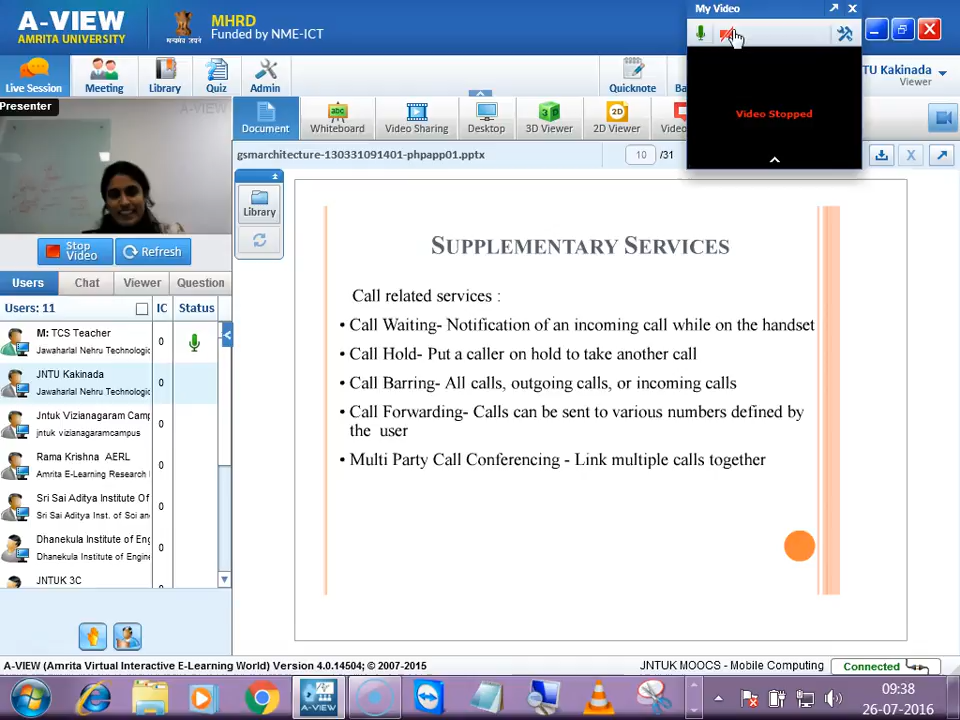 A-VIEW
AMRITA UNIVERSITY
MHRD
Funded by NME-ICT
My Video
Live Session
Meeting
Library
Quiz
Admin
Quicknote
TU Kakinada
Viewer
Presenter
A-VIEW
Document
Whiteboard
Video Sharing
Desktop
3D Viewer
2D Viewer
Video
Video Stopped
gsmarchitecture-130331091401-phpapp01.pptx
10 /31
Library
SUPPLEMENTARY SERVICES
Call related services :
• Call Waiting- Notification of an incoming call while on the handset
• Call Hold- Put a caller on hold to take another call
• Call Barring- All calls, outgoing calls, or incoming calls
• Call Forwarding- Calls can be sent to various numbers defined by
the user
• Multi Party Call Conferencing - Link multiple calls together
Stop
Video
Refresh
Users
Chat
Viewer
Question
Users: 11
IC
Status
M: TCS Teacher
Jawaharlal Nehru Technologic
0
JNTU Kakinada
Jawaharlal Nehru Technologic
0
Jntuk Vizianagaram Camp
jntuk vizianagaramcampus
0
Rama Krishna AERL
Amrita E-Learning Research
0
Sri Sai Aditya Institute Of
Sri Sai Aditya Inst. of Sci an
0
Dhanekula Institute of Eng
Dhanekula Institute of Engine
0
JNTUK 3C
A-VIEW (Amrita Virtual Interactive E-Learning World) Version 4.0.14504; © 2007-2015
JNTUK MOOCS - Mobile Computing
Connected
A-VIEW
09:38
26-07-2016